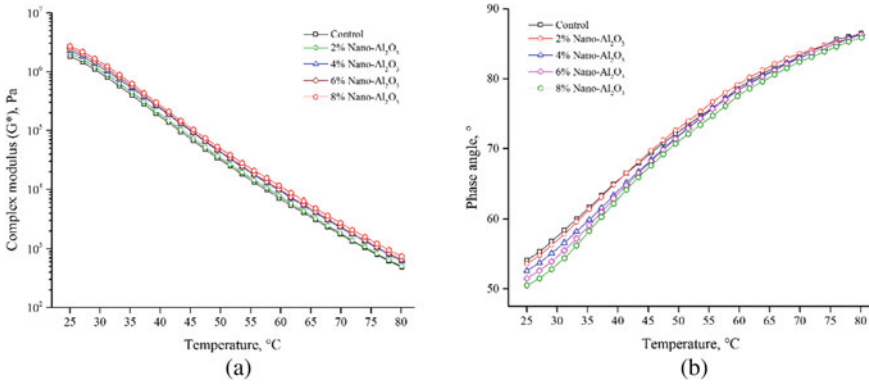 10⁷
10⁶
10⁵
10⁴
10³
10²
Complex modulus (G*), Pa
Control
2% Nano-Al₂O₃
4% Nano-Al₂O₃
6% Nano-Al₂O₃
8% Nano-Al₂O₃
25 30 35 40 45 50 55 60 65 70 75 80
Temperature, °C
(a)
90
80
70
60
50
Phase angle, °
Control
2% Nano-Al₂O₃
4% Nano-Al₂O₃
6% Nano-Al₂O₃
8% Nano-Al₂O₃
25 30 35 40 45 50 55 60 65 70 75 80
Temperature, °C
(b)